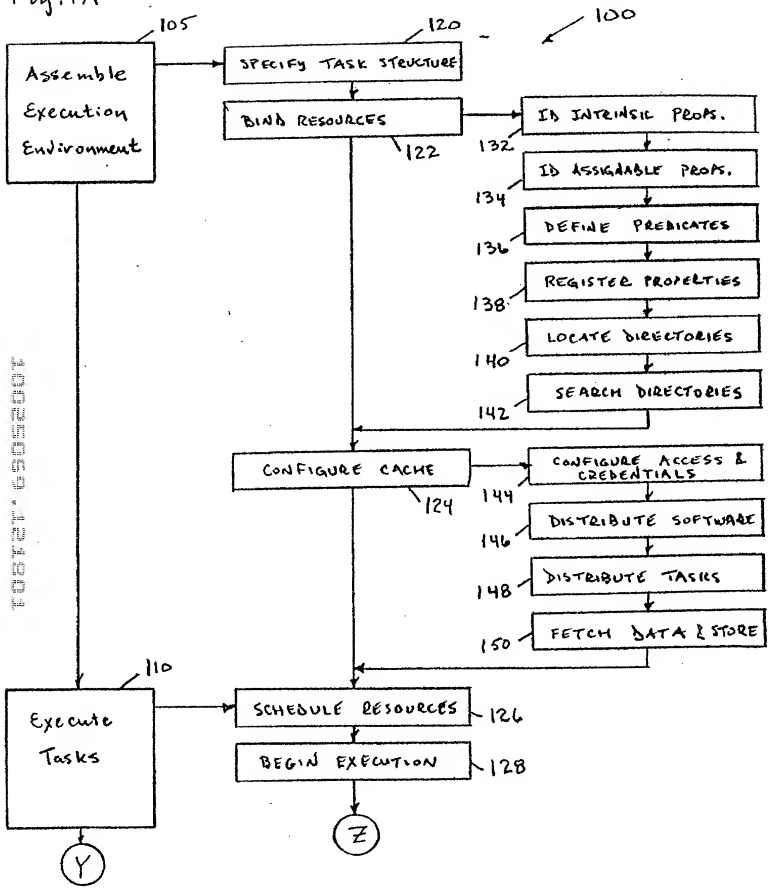 Fig. 1A
100
105
Assemble
Execution
Environment
120
SPECIFY TASK STRUCTURE
BIND RESOURCES
122
ID INTRINSIC PROPS.
132
ID ASSIGNABLE PROPS.
134
DEFINE PREDICATES
136
REGISTER PROPERTIES
138
LOCATE DIRECTORIES
140
SEARCH DIRECTORIES
142
CONFIGURE CACHE
124
CONFIGURE ACCESS &
CREDENTIALS
144
DISTRIBUTE SOFTWARE
146
DISTRIBUTE TASKS
148
FETCH DATA & STORE
150
110
Execute
Tasks
SCHEDULE RESOURCES
126
BEGIN EXECUTION
128
Y
Z
10025059.121801